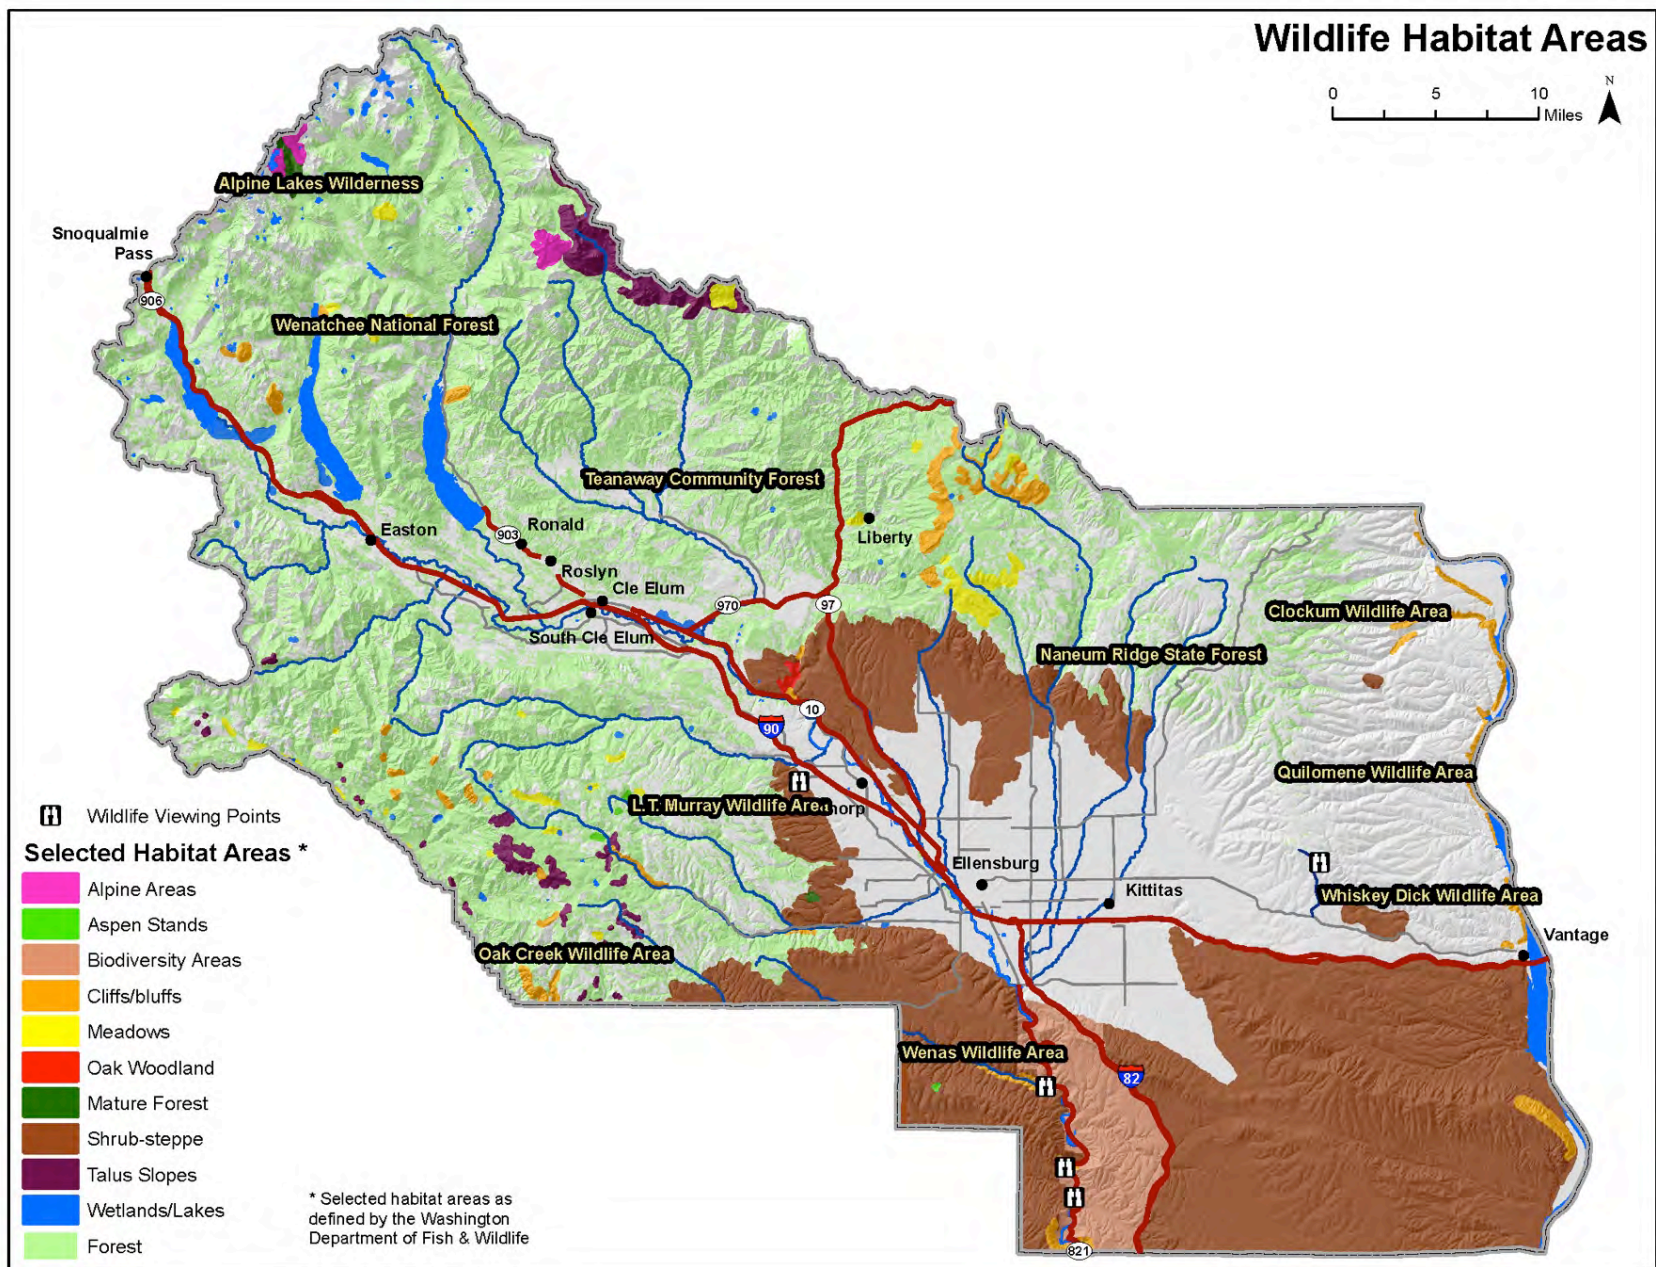 Wildlife Habitat Areas
N
0 5 10
Miles
Alpine Lakes Wilderness
Snoqualmie
Pass
906
Wenatchee National Forest
Teanaway Community Forest
Easton
903
Ronald
Liberty
Roslyn
Cle Elum
970
97
South Cle Elum
Clockum Wildlife Area
Naneum Ridge State Forest
10
90
Quilomene Wildlife Area
L.T. Murray Wildlife Area
horp
Ellensburg
Kittitas
Whiskey Dick Wildlife Area
Vantage
Oak Creek Wildlife Area
Wenas Wildlife Area
82
821
Wildlife Viewing Points
Selected Habitat Areas *
Alpine Areas
Aspen Stands
Biodiversity Areas
Cliffs/bluffs
Meadows
Oak Woodland
Mature Forest
Shrub-steppe
Talus Slopes
Wetlands/Lakes
Forest
* Selected habitat areas as
defined by the Washington
Department of Fish & Wildlife